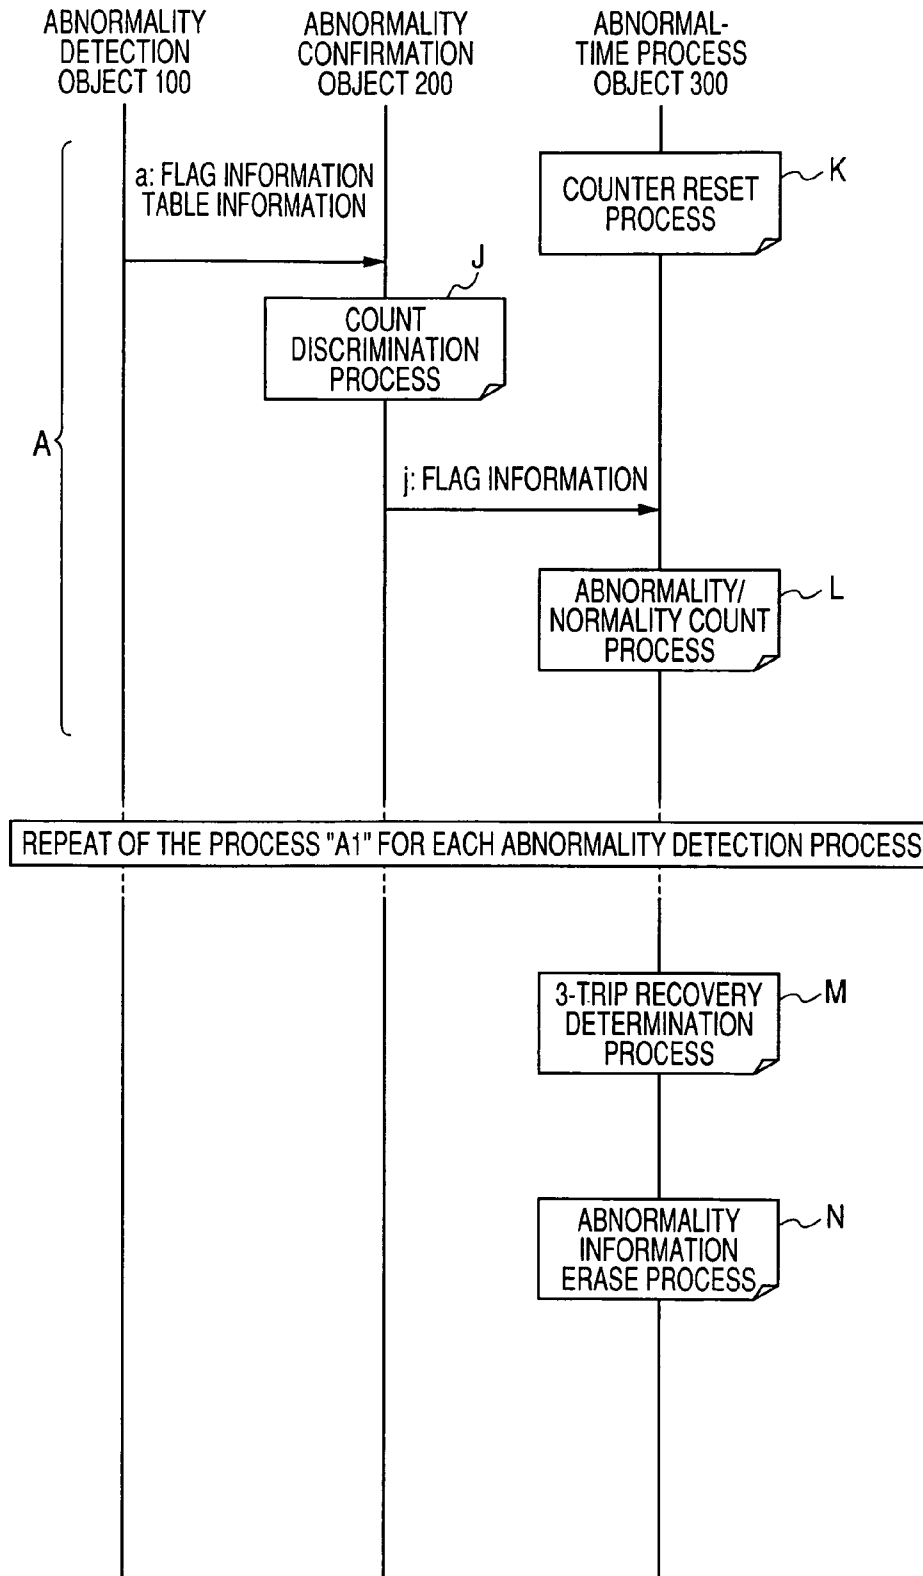 ABNORMALITY
DETECTION
OBJECT 100
ABNORMALITY
CONFIRMATION
OBJECT 200
ABNORMAL-
TIME PROCESS
OBJECT 300
a: FLAG INFORMATION
TABLE INFORMATION
COUNTER RESET
PROCESS
K
J
COUNT
DISCRIMINATION
PROCESS
A
j: FLAG INFORMATION
ABNORMALITY/
NORMALITY COUNT
PROCESS
L
REPEAT OF THE PROCESS "A1" FOR EACH ABNORMALITY DETECTION PROCESS
3-TRIP RECOVERY
DETERMINATION
PROCESS
M
ABNORMALITY
INFORMATION
ERASE PROCESS
N